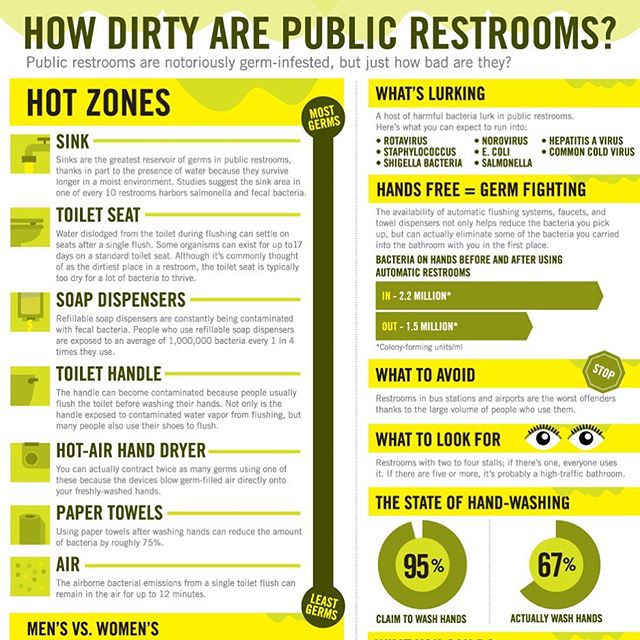 HOW DIRTY ARE PUBLIC RESTROOMS?
Public restrooms are notoriously germ-infested, but just how bad are they?
HOT ZONES
MOST
GERMS
SINK
Sinks are the greatest reservoir of germs in public restrooms,
thanks in part to the presence of water because they survive
longer in a moist environment. Studies suggest the sink area in
one of every 10 restrooms harbors salmonella and fecal bacteria.
TOILET SEAT
Water dislodged from the toilet during flushing can settle on
seats after a single flush. Some organisms can exist for up to 17
days on a standard toilet seat. Although it's commonly thought
of as the dirtiest place in a restroom, the toilet seat is typically
too dry for a lot of bacteria to thrive.
SOAP DISPENSERS
Refillable soap dispensers are constantly being contaminated
with fecal bacteria. People who use refillable soap dispensers
are exposed to an average of 1,000,000 bacteria every 1 in 4
times they use.
TOILET HANDLE
The handle can become contaminated because people usually
flush the toilet before washing their hands. Not only is the
handle exposed to contaminated water vapor from flushing, but
many people also use their shoes to flush.
HOT-AIR HAND DRYER
You can actually contract twice as many germs using one of
these because the devices blow germ-filled air directly onto
your freshly-washed hands.
PAPER TOWELS
Using paper towels after washing hands can reduce the amount
of bacteria by roughly 75%.
AIR
The airborne bacterial emissions from a single toilet flush can
remain in the air for up to 12 minutes.
LEAST
GERMS
MEN'S VS. WOMEN'S
WHAT'S LURKING
A host of harmful bacteria lurk in public restrooms.
Here's what you can expect to run into:
• ROTAVIRUS • NOROVIRUS • HEPATITIS A VIRUS
• STAPHYLOCOCCUS • E. COLI • COMMON COLD VIRUS
• SHIGELLA BACTERIA • SALMONELLA
HANDS FREE = GERM FIGHTING
The availability of automatic flushing systems, faucets, and
towel dispensers not only helps reduce the bacteria you pick
up, but can actually eliminate some of the bacteria you carried
into the bathroom with you in the first place.
BACTERIA ON HANDS BEFORE AND AFTER USING
AUTOMATIC RESTROOMS
IN - 2.2 MILLION*
OUT - 1.5 MILLION*
*Colony-forming units/ml
WHAT TO AVOID
STOP
Restrooms in bus stations and airports are the worst offenders
thanks to the large volume of people who use them.
WHAT TO LOOK FOR
Restrooms with two to four stalls; if there's one, everyone uses
it. If there are five or more, it's probably a high-traffic bathroom.
THE STATE OF HAND-WASHING
95% 67%
CLAIM TO WASH HANDS ACTUALLY WASH HANDS